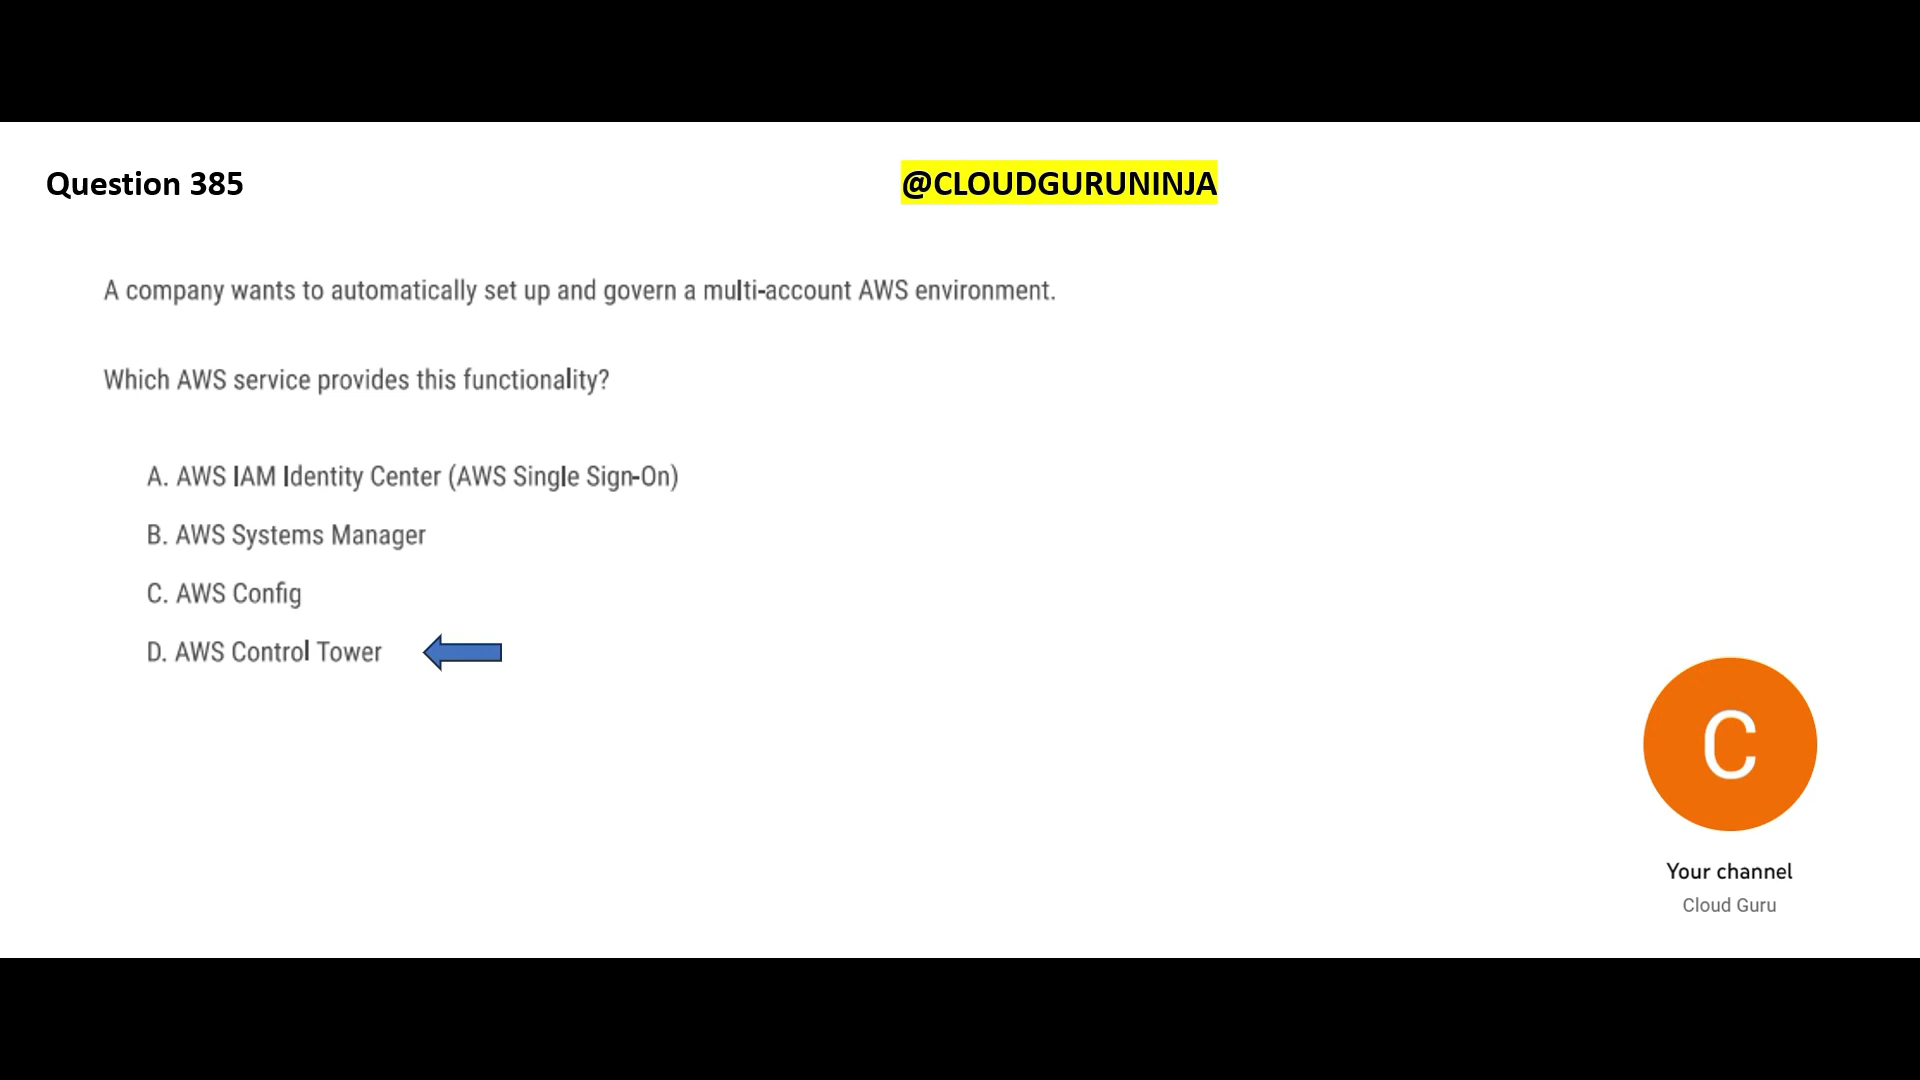 Question 385
@CLOUDGURUNINJA
A company wants to automatically set up and govern a multi-account AWS environment.
Which AWS service provides this functionality?
A. AWS IAM Identity Center (AWS Single Sign-On)
B. AWS Systems Manager
C. AWS Config
D. AWS Control Tower
C
Your channel
Cloud Guru